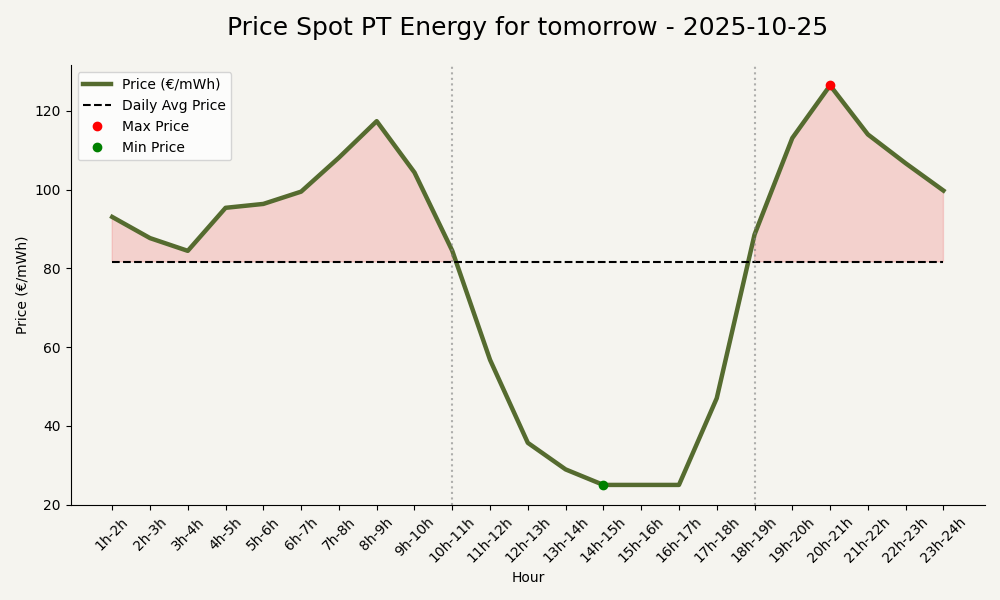 Price Spot PT Energy for tomorrow - 2025-10-25
Price (€/mWh)
Daily Avg Price
Max Price
Min Price
Price (€/mWh)
120
100
80
60
40
20
1h-2h
2h-3h
3h-4h
4h-5h
5h-6h
6h-7h
7h-8h
8h-9h
9h-10h
10h-11h
11h-12h
12h-13h
13h-14h
14h-15h
15h-16h
16h-17h
17h-18h
18h-19h
19h-20h
20h-21h
21h-22h
22h-23h
23h-24h
Hour